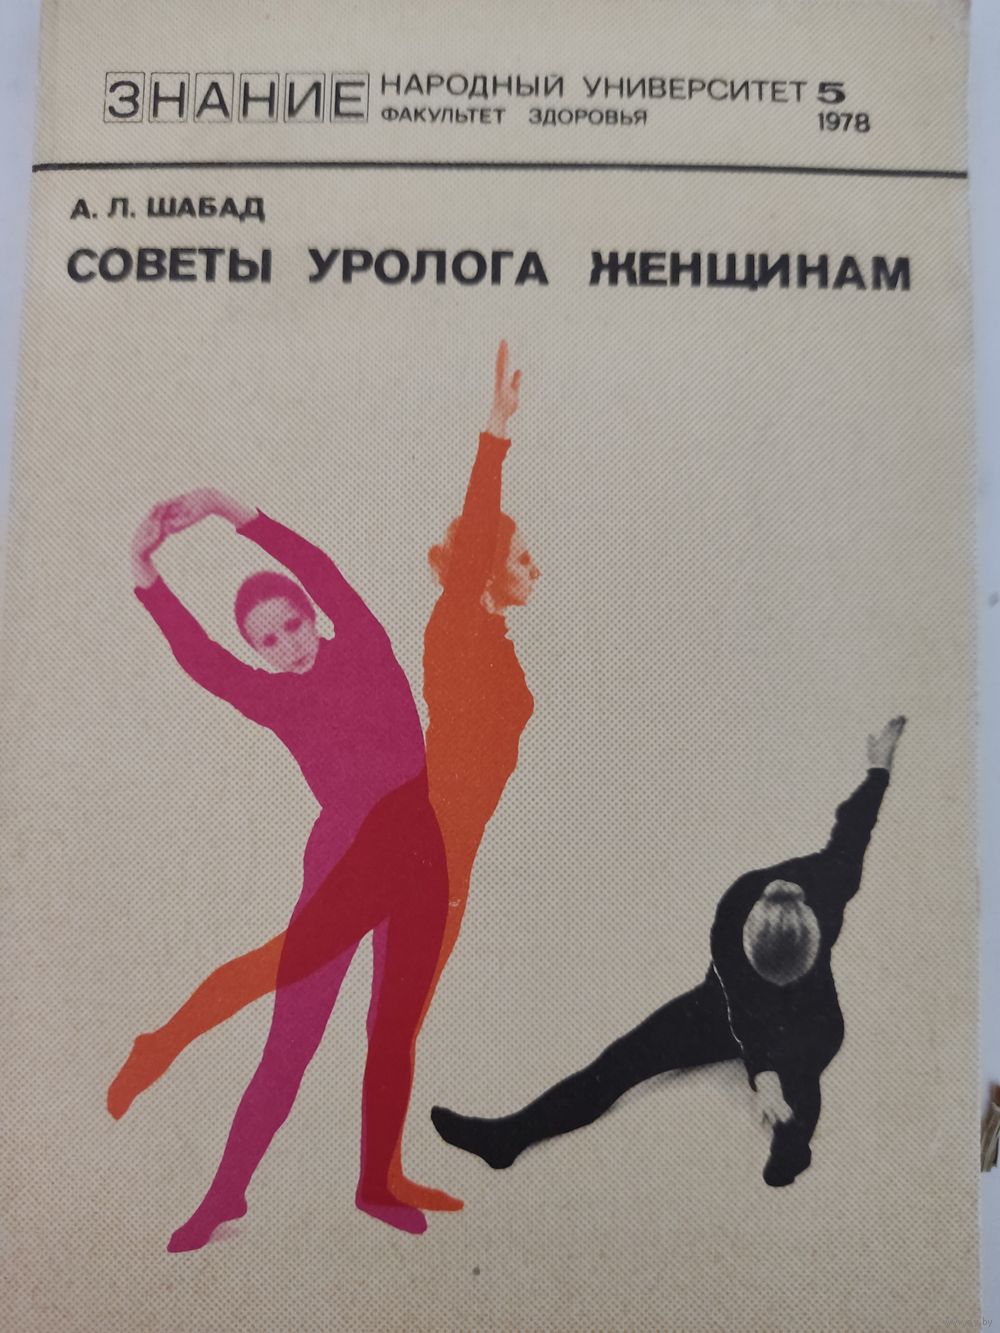 ЗНАНИЕ НАРОДНЫЙ УНИВЕРСИТЕТ 5
ФАКУЛЬТЕТ ЗДОРОВЬЯ 1978
А. Л. ШАБАД
СОВЕТЫ УРОЛОГА ЖЕНЩИНАМ